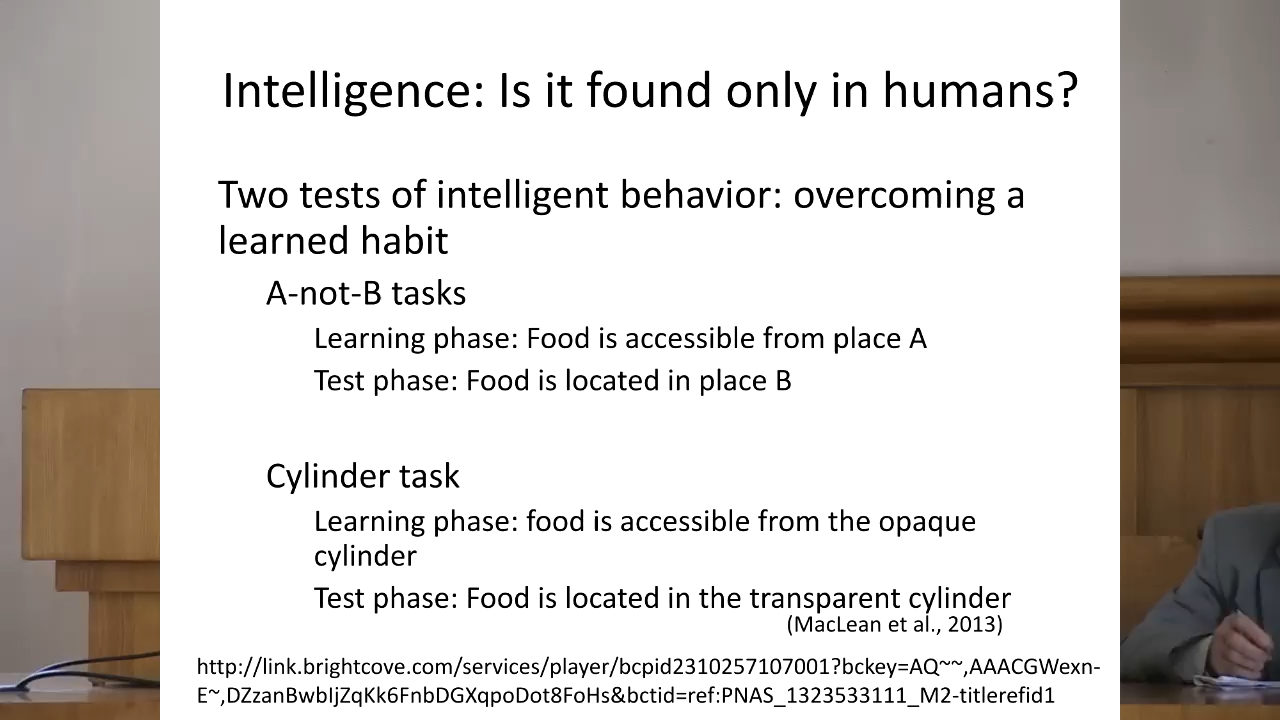 Intelligence: Is it found only in humans?
Two tests of intelligent behavior: overcoming a
learned habit
A-not-B tasks
Learning phase: Food is accessible from place A
Test phase: Food is located in place B
Cylinder task
Learning phase: food is accessible from the opaque
cylinder
Test phase: Food is located in the transparent cylinder
(MacLean et al., 2013)
http://link.brightcove.com/services/player/bcpid2310257107001?bckey=AQ~~,AAACGWexn-
E~,DZzanBwbIjZqKk6FnbDGXqpoDot8FoHs&bctid=ref:PNAS_1323533111_M2-titlerefid1